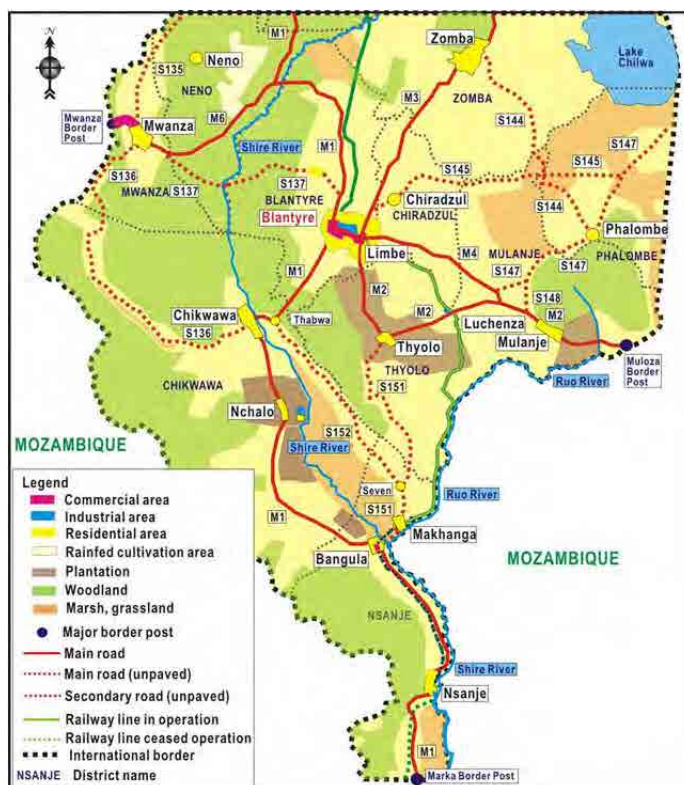 N
M1
Neno
S135
NENO
Zomba
Lake
Chilwa
M3
ZOMBA
S144
Mwanza
Border
Post
Mwanza
M6
Shire River
M1
S147
S145
S145
S136
MWANZA
S137
S137
BLANTYRE
Blantyre
Chiradzul
CHIRADZUL
S144
Phalombe
PHALOMBE
Limbe
M4
MULANJE
S147
S147
M1
M2
S148
M2
Chikwawa
Thabwa
M2
Luchenza
Mulanje
S136
Thyolo
THYOLO
Muloza
Border
Post
Ruo River
CHIKWAWA
S151
Nchalo
S152
MOZAMBIQUE
Shire River
Seven
Ruo River
S151
M1
Makhanga
Bangula
MOZAMBIQUE
NSANJE
Shire River
Nsanje
M1
Marka Border Post
Legend
Commercial area
Industrial area
Residential area
Rainfed cultivation area
Plantation
Woodland
Marsh, grassland
Major border post
Main road
Main road (unpaved)
Secondary road (unpaved)
Railway line in operation
Railway line ceased operation
International border
NSANJE District name